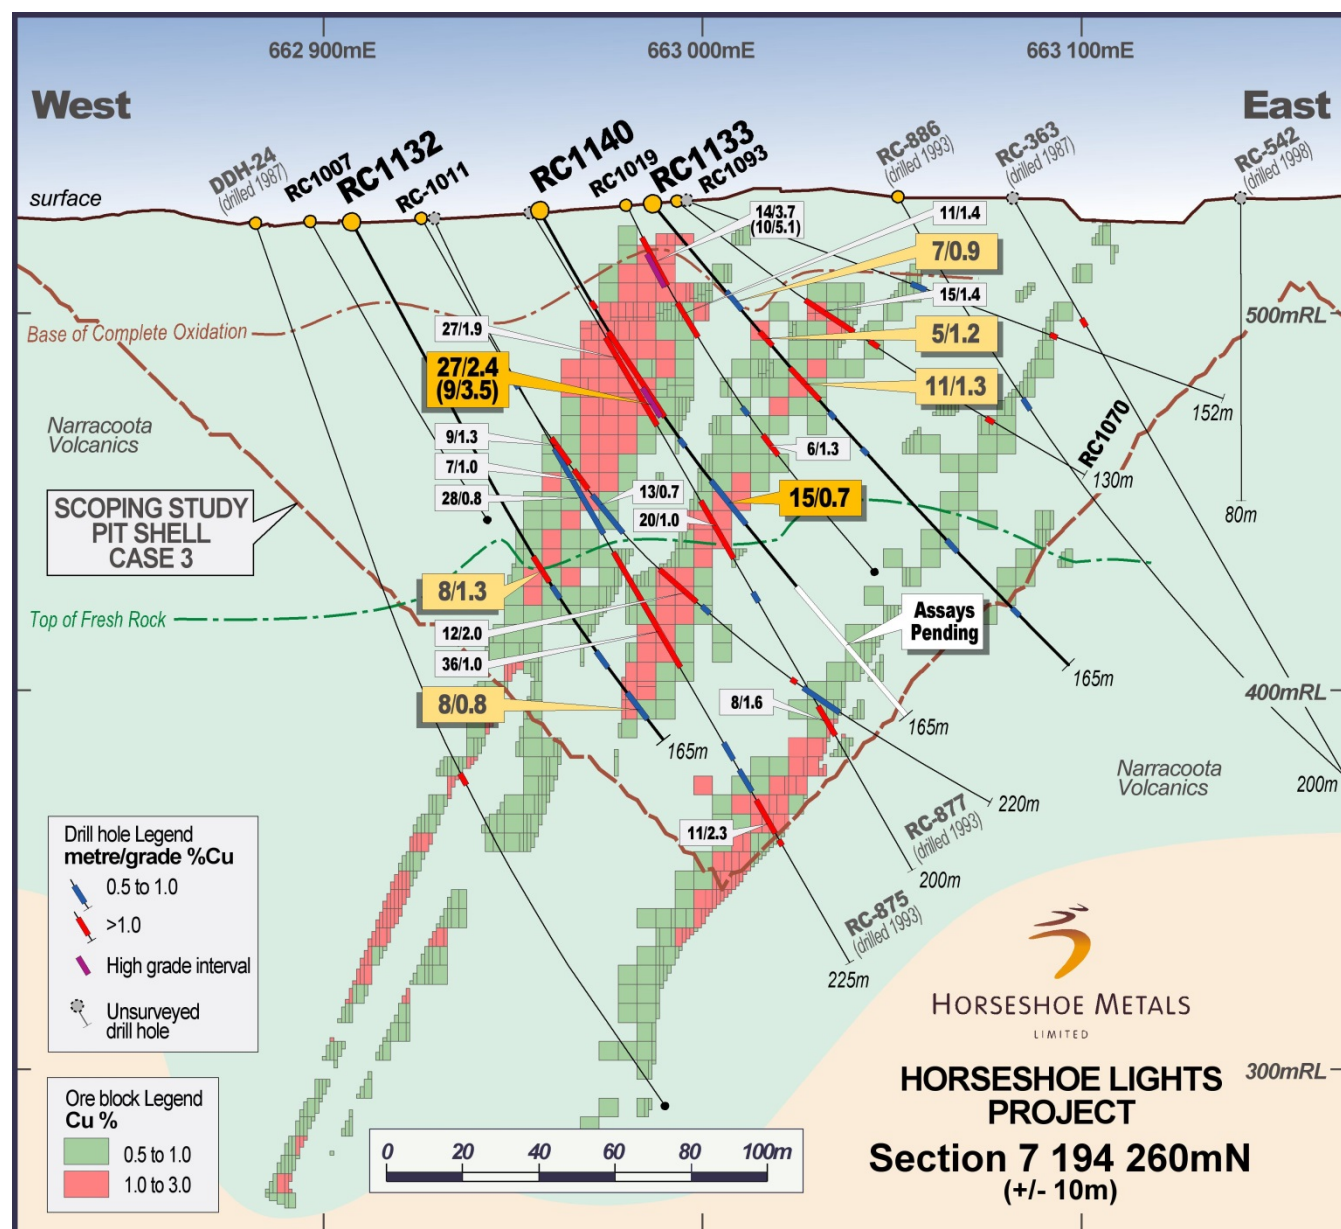 662 900mE
663 000mE
663 100mE
West
East
DDH-24
(drilled 1987)
RC1007
RC1132
RC-1011
RC1140
RC1019
RC1133
RC1093
RC-886
(drilled 1993)
RC-363
(drilled 1987)
RC-542
(drilled 1998)
surface
14/3.7
(10/5.1)
11/1.4
7/0.9
15/1.4
500mRL
Base of Complete Oxidation
27/1.9
5/1.2
27/2.4
(9/3.5)
11/1.3
152m
Narracoota
Volcanics
9/1.3
6/1.3
RC1070
7/1.0
130m
28/0.8
13/0.7
15/0.7
80m
SCOPING STUDY
PIT SHELL
CASE 3
20/1.0
8/1.3
Top of Fresh Rock
Assays
Pending
12/2.0
36/1.0
165m
400mRL
8/0.8
8/1.6
165m
165m
Narracoota
Volcanics
200m
220m
11/2.3
RC-877
(drilled 1993)
200m
RC-875
(drilled 1993)
225m
Drill hole Legend
metre/grade %Cu
0.5 to 1.0
>1.0
High grade interval
Unsurveyed
drill hole
HORSESHOE METALS
LIMITED
300mRL
HORSESHOE LIGHTS
PROJECT
Section 7 194 260mN
(+/- 10m)
Ore block Legend
Cu %
0.5 to 1.0
1.0 to 3.0
0 20 40 60 80 100m